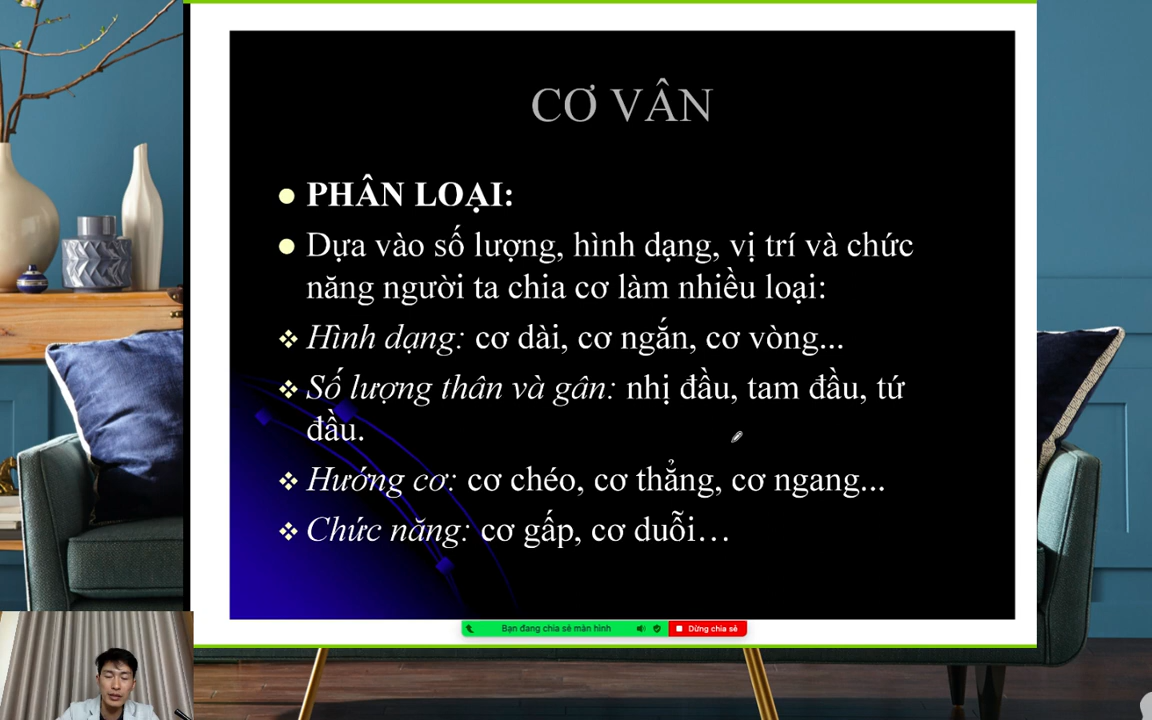 CƠ VÂN
PHÂN LOẠI:
Dựa vào số lượng, hình dạng, vị trí và chức
năng người ta chia cơ làm nhiều loại:
Hình dạng: cơ dài, cơ ngắn, cơ vòng...
Số lượng thân và gân: nhị đầu, tam đầu, tứ
đầu.
Hướng cơ: cơ chéo, cơ thẳng, cơ ngang...
Chức năng: cơ gấp, cơ duỗi…
Bạn đang chia sẻ màn hình
Dừng chia sẻ